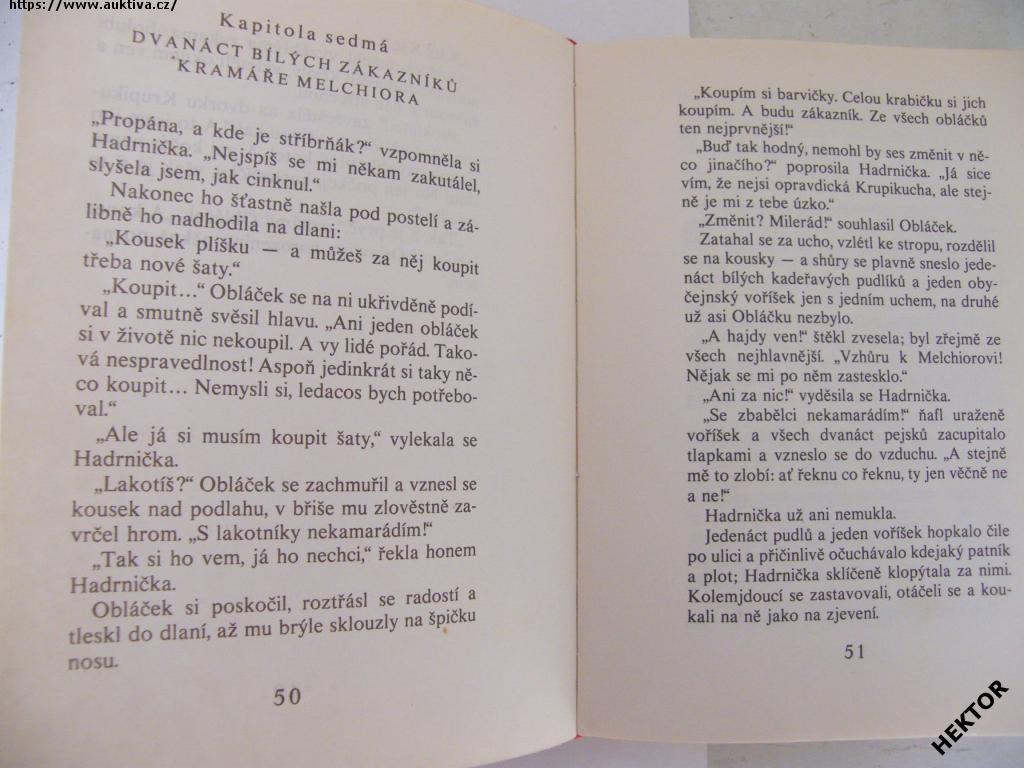 https://www.auktiva.cz/
Kapitola sedmá
DVANÁCT BÍLÝCH ZÁKAZNÍKŮ
KRAMÁŘE MELCHIORA
„Propána, a kde je stříbrňák?“ vzpomněla si
Hadrnička. „Nejspíš se mi někam zakutálel,
slyšela jsem, jak cinknul.“
Nakonec ho šťastně našla pod postelí a zá-
libně ho nadhodila na dlani:
„Kousek plíšku — a můžeš za něj koupit
třeba nové šaty.“
„Koupit...“ Obláček se na ni ukřivděně podí-
val a smutně svěsil hlavu. „Ani jeden obláček
si v životě nic nekoupil. A vy lidé pořád. Tako-
vá nespravedlnost! Aspoň jedinkrát si taky ně-
co koupit... Nemysli si, ledacos bych potřebo-
val.“
„Ale já si musím koupit šaty,“ vylekala se
Hadrnička.
„Lakotíš?“ Obláček se zachmuřil a vznesl se
kousek nad podlahu, v břiše mu zlověstně za-
vrčel hrom. „S lakotníky nekamarádím!“
„Tak si ho vem, já ho nechci,“ řekla honem
Hadrnička.
Obláček si poskočil, roztřásl se radostí a
tleskl do dlaní, až mu brýle sklouzly na špičku
nosu.
50
„Koupím si barvičky. Celou krabičku si jich
koupím. A budu zákazník. Ze všech obláčků
ten nejprvnější!“
„Buď tak hodný, nemohl by ses změnit v ně-
co jinačího?“ poprosila Hadrnička. „Já sice
vím, že nejsi opravdická Krupikucha, ale stej-
ně je mi z tebe úzko.“
„Změnit? Milerád!“ souhlasil Obláček.
Zatahal se za ucho, vzlétl ke stropu, rozdělil
se na kousky — a shůry se plavně sneslo jede-
náct bílých kadeřavých pudlíků a jeden oby-
čejnský voříšek jen s jedním uchem, na druhé
už asi Obláčku nezbylo.
„A hajdy ven!“ štěkl zvesela; byl zřejmě ze
všech nejhlavnější. „Vzhůru k Melchiorovi!
Nějak se mi po něm zastesklo.“
„Ani za nic!“ vyděsila se Hadrnička.
„Se zbabělci nekamarádím!“ ňafl uraženě
voříšek a všech dvanáct pejsků zacupitalo
tlapkami a vzneslo se do vzduchu. „A stejně
mě to zlobí: ať řeknu co řeknu, ty jen věčně ne
a ne!“
Hadrnička už ani nemukla.
Jedenáct pudlů a jeden voříšek hopkalo čile
po ulici a přičinlivě očuchávalo kdejaký patník
a plot; Hadrnička sklíčeně klopýtala za nimi.
Kolemjdoucí se zastavovali, otáčeli se a kou-
kali na ně jako na zjevení.
51
HEKTOR